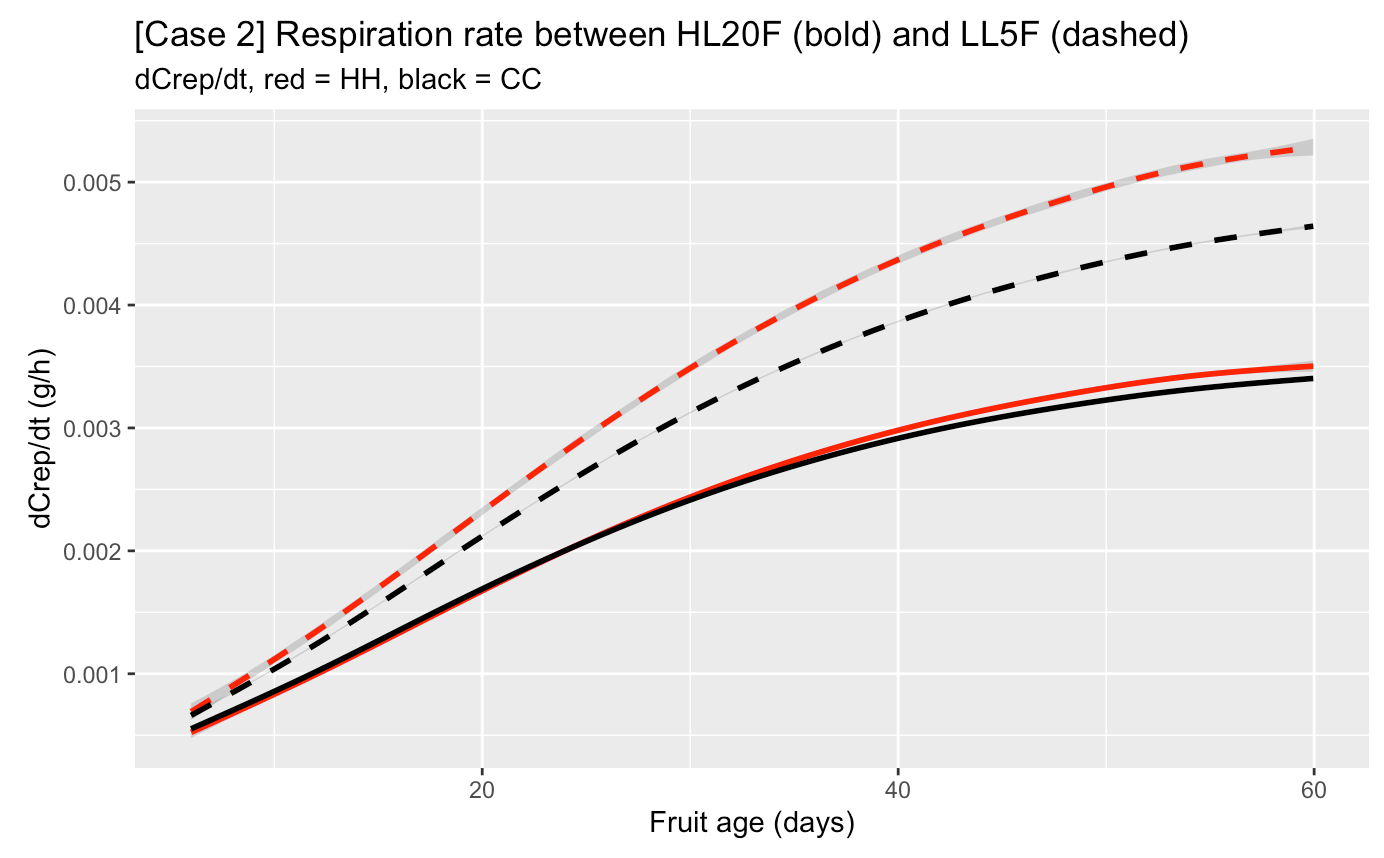 [Case 2] Respiration rate between HL20F (bold) and LL5F (dashed)
dCrep/dt, red = HH, black = CC
dCrep/dt (g/h)
0.005
0.004
0.003
0.002
0.001
20 40 60
Fruit age (days)